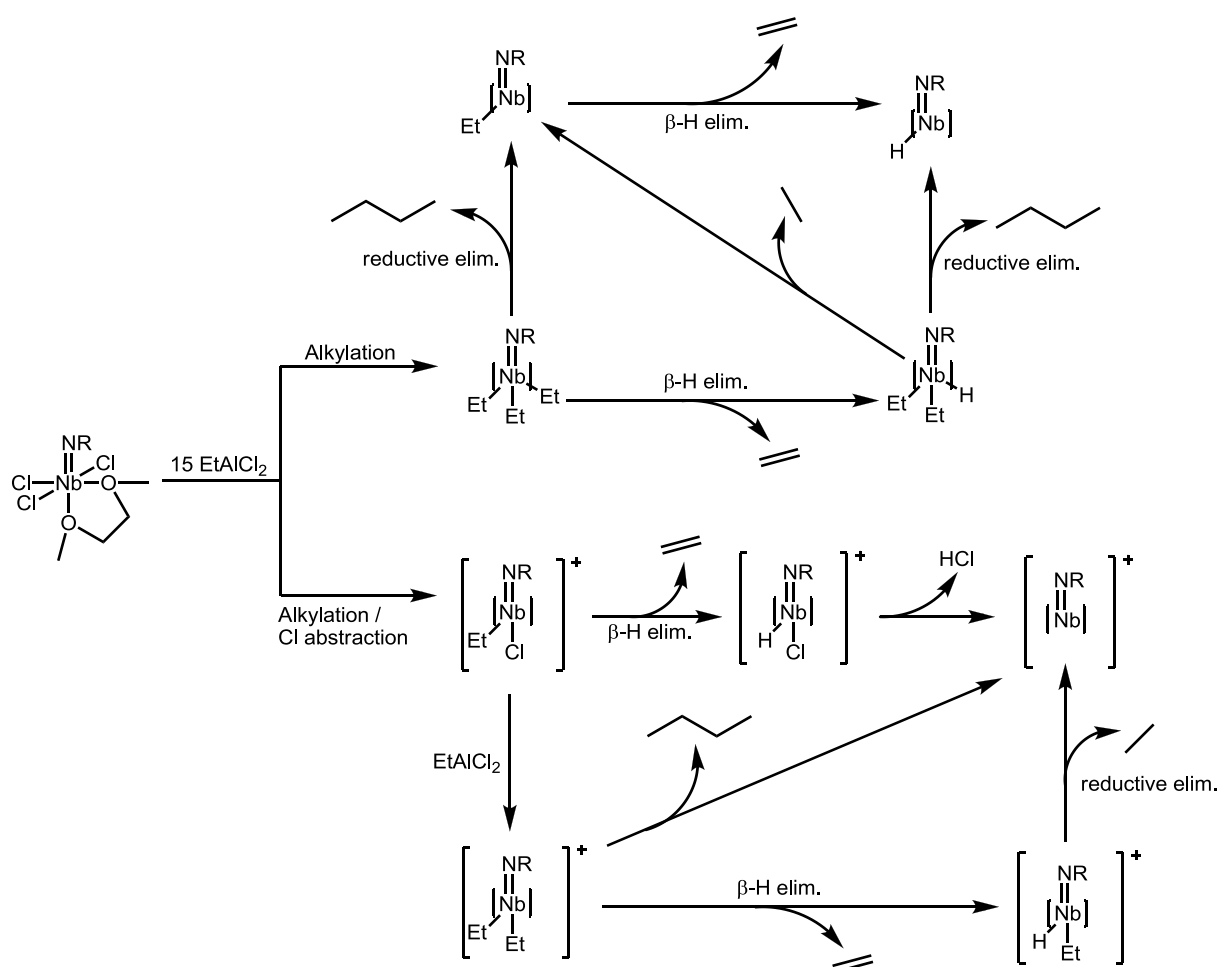 NR
Nb
Et
β-H elim.
NR
Nb
H
reductive elim.
reductive elim.
Alkylation
NR
Nb
Et
Et
Et
β-H elim.
NR
Nb
H
Et
Et
NR
Cl
Cl
Nb
O
Cl
O
15 EtAlCl2
Alkylation /
Cl abstraction
NR
Nb
Et
Cl
+
β-H elim.
NR
Nb
H
Cl
+
HCl
NR
Nb
+
EtAlCl2
reductive elim.
NR
Nb
Et
Et
+
β-H elim.
NR
Nb
H
Et
+